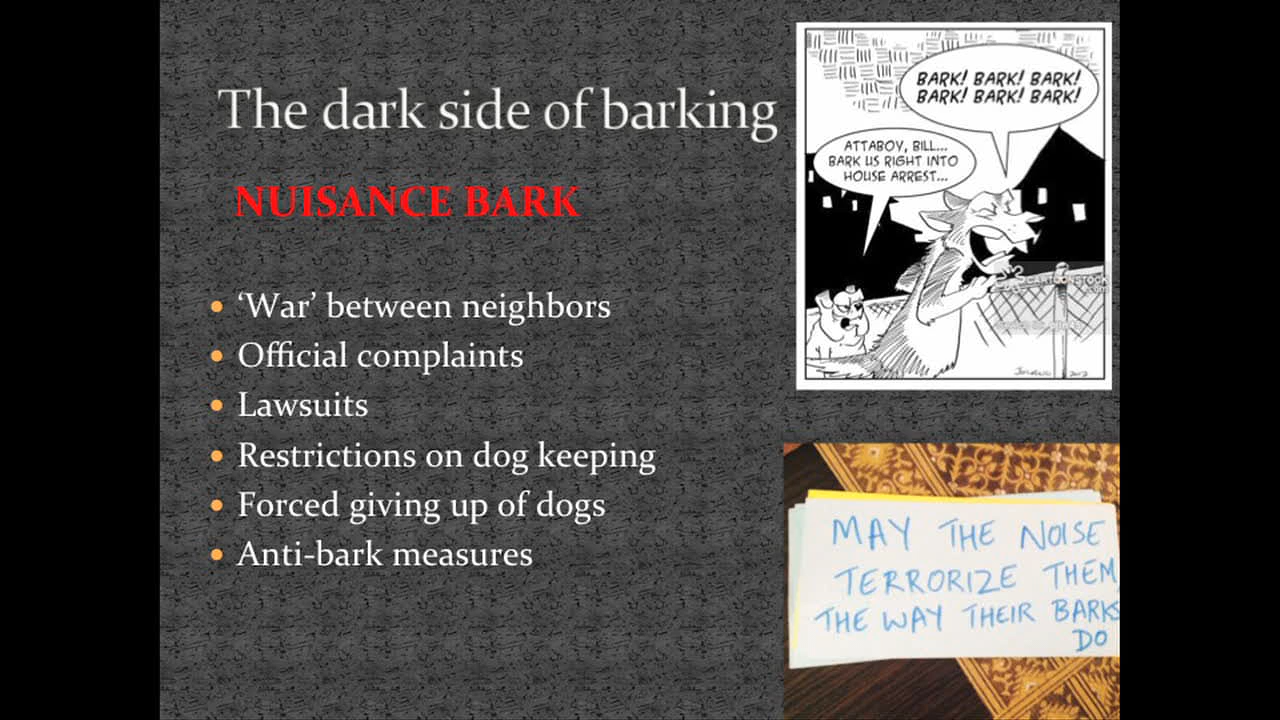 The dark side of barking
NUISANCE BARK
‘War’ between neighbors
Official complaints
Lawsuits
Restrictions on dog keeping
Forced giving up of dogs
Anti-bark measures
BARK! BARK! BARK!
BARK! BARK! BARK!
ATTABOY, BILL...
BARK US RIGHT INTO
HOUSE ARREST...
CARTOONSTOCK
MAY THE NOISE
TERRORIZE THEM
THE WAY THEIR BARKS
DO